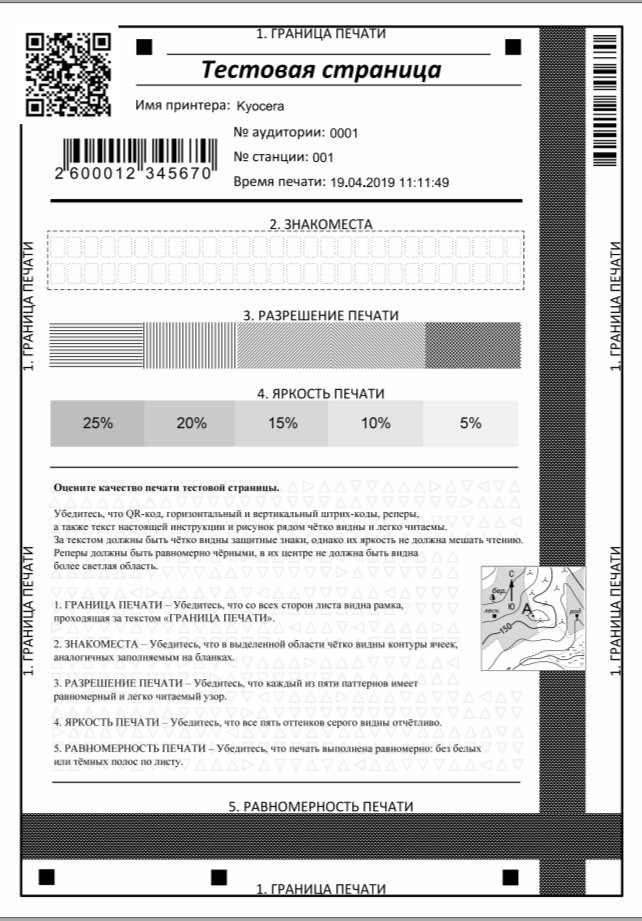 1. ГРАНИЦА ПЕЧАТИ
Тестовая страница
Имя принтера: Kyocera
№ аудитории: 0001
№ станции: 001
Время печати: 19.04.2019 11:11:49
2 600012 345670
2. ЗНАКОМЕСТА
1. ГРАНИЦА ПЕЧАТИ
1. ГРАНИЦА ПЕЧАТИ
3. РАЗРЕШЕНИЕ ПЕЧАТИ
4. ЯРКОСТЬ ПЕЧАТИ
25% 20% 15% 10% 5%
Оцените качество печати тестовой страницы.
Убедитесь, что QR-код, горизонтальный и вертикальный штрих-коды, реперы,
а также текст настоящей инструкции и рисунок рядом чётко видны и легко читаемы.
За текстом должны быть чётко видны защитные знаки, однако их яркость не должна мешать чтению.
Реперы должны быть равномерно чёрными, в их центре не должна быть видна
более светлая область.
1. ГРАНИЦА ПЕЧАТИ – Убедитесь, что со всех сторон листа видна рамка,
проходящая за текстом «ГРАНИЦА ПЕЧАТИ».
2. ЗНАКОМЕСТА – Убедитесь, что в выделенной области чётко видны контуры ячеек,
аналогичных заполняемым на бланках.
3. РАЗРЕШЕНИЕ ПЕЧАТИ – Убедитесь, что каждый из пяти паттернов имеет
равномерный и легко читаемый узор.
4. ЯРКОСТЬ ПЕЧАТИ – Убедитесь, что все пять оттенков серого видны отчётливо.
5. РАВНОМЕРНОСТЬ ПЕЧАТИ – Убедитесь, что печать выполнена равномерно: без белых
или тёмных полос по листу.
С
бер.
лесн.
Ю
А
род.
150
1. ГРАНИЦА ПЕЧАТИ
1. ГРАНИЦА ПЕЧАТИ
5. РАВНОМЕРНОСТЬ ПЕЧАТИ
1. ГРАНИЦА ПЕЧАТИ